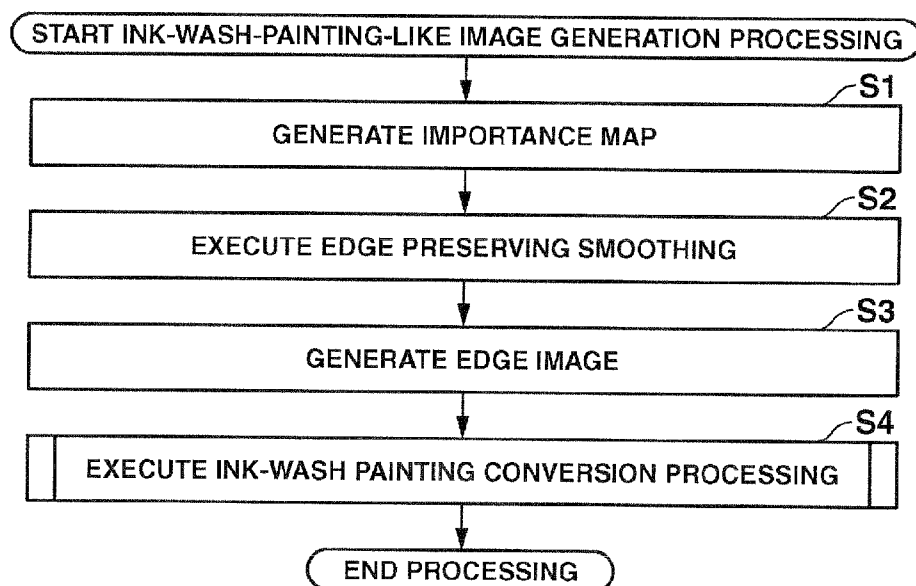 START INK-WASH-PAINTING-LIKE IMAGE GENERATION PROCESSING
S1
GENERATE IMPORTANCE MAP
S2
EXECUTE EDGE PRESERVING SMOOTHING
S3
GENERATE EDGE IMAGE
S4
EXECUTE INK-WASH PAINTING CONVERSION PROCESSING
END PROCESSING